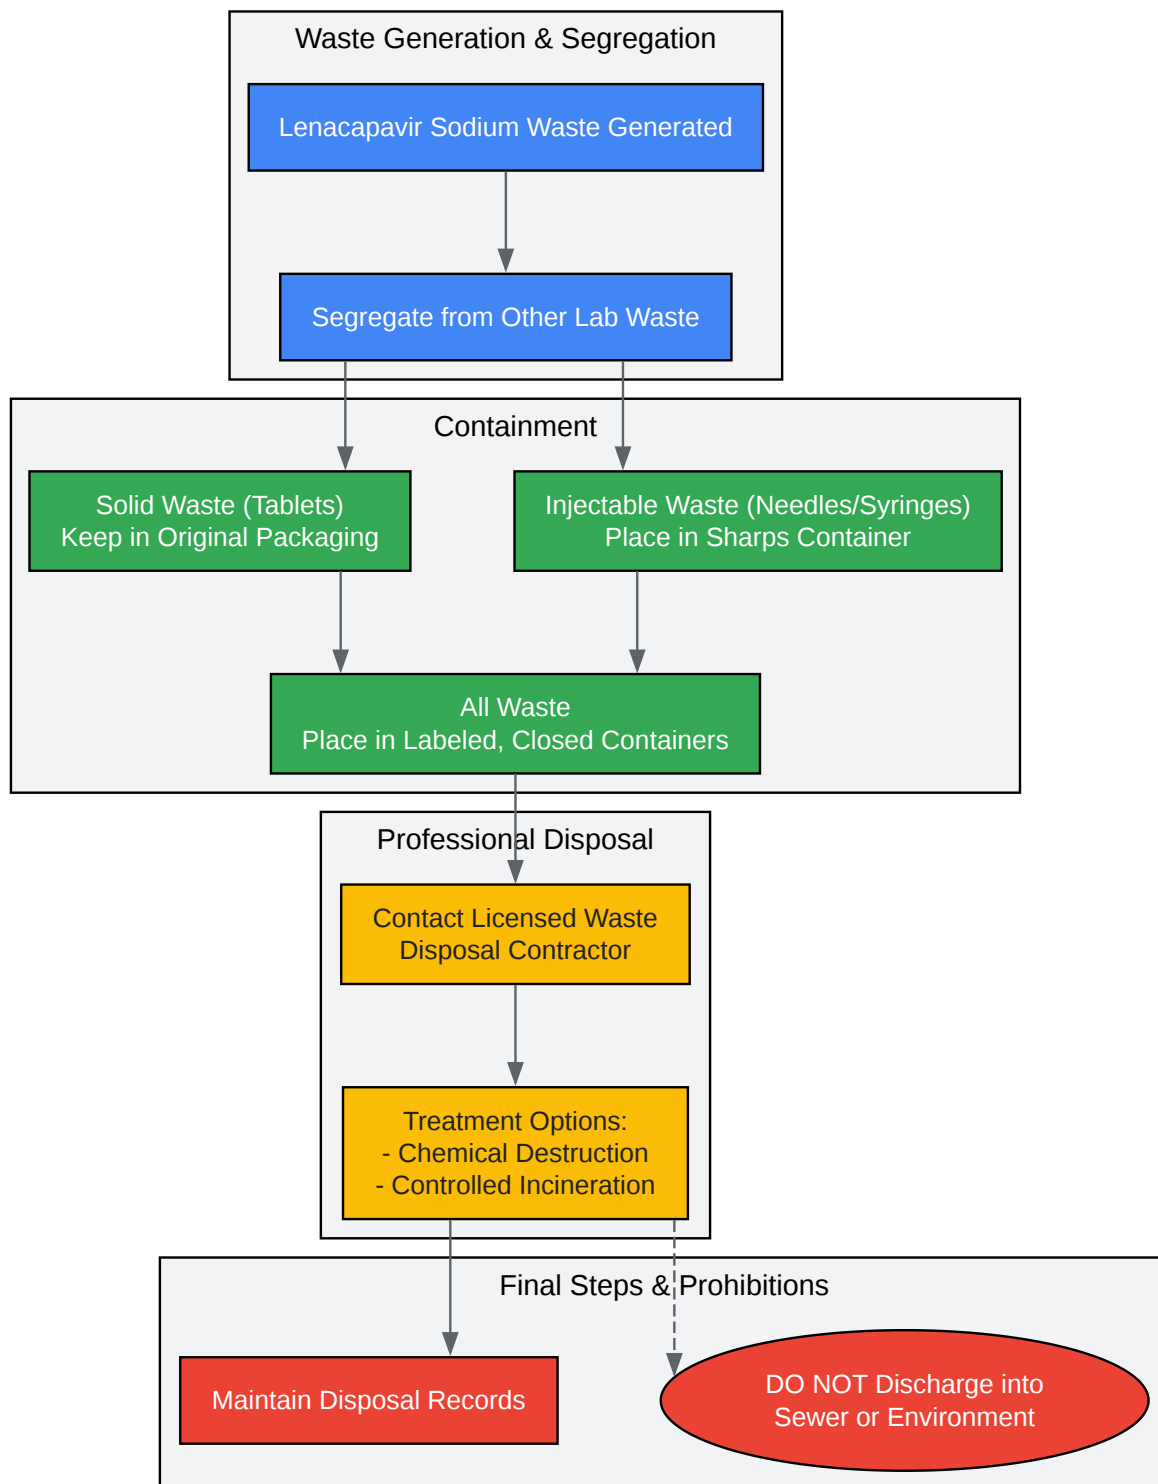 Waste Generation & Segregation
Lenacapavir Sodium Waste Generated
Segregate from Other Lab Waste
Containment
Solid Waste (Tablets)
Keep in Original Packaging
Injectable Waste (Needles/Syringes)
Place in Sharps Container
All Waste
Place in Labeled, Closed Containers
Professional Disposal
Contact Licensed Waste
Disposal Contractor
Treatment Options:
- Chemical Destruction
- Controlled Incineration
Final Steps & Prohibitions
Maintain Disposal Records
DO NOT Discharge into
Sewer or Environment